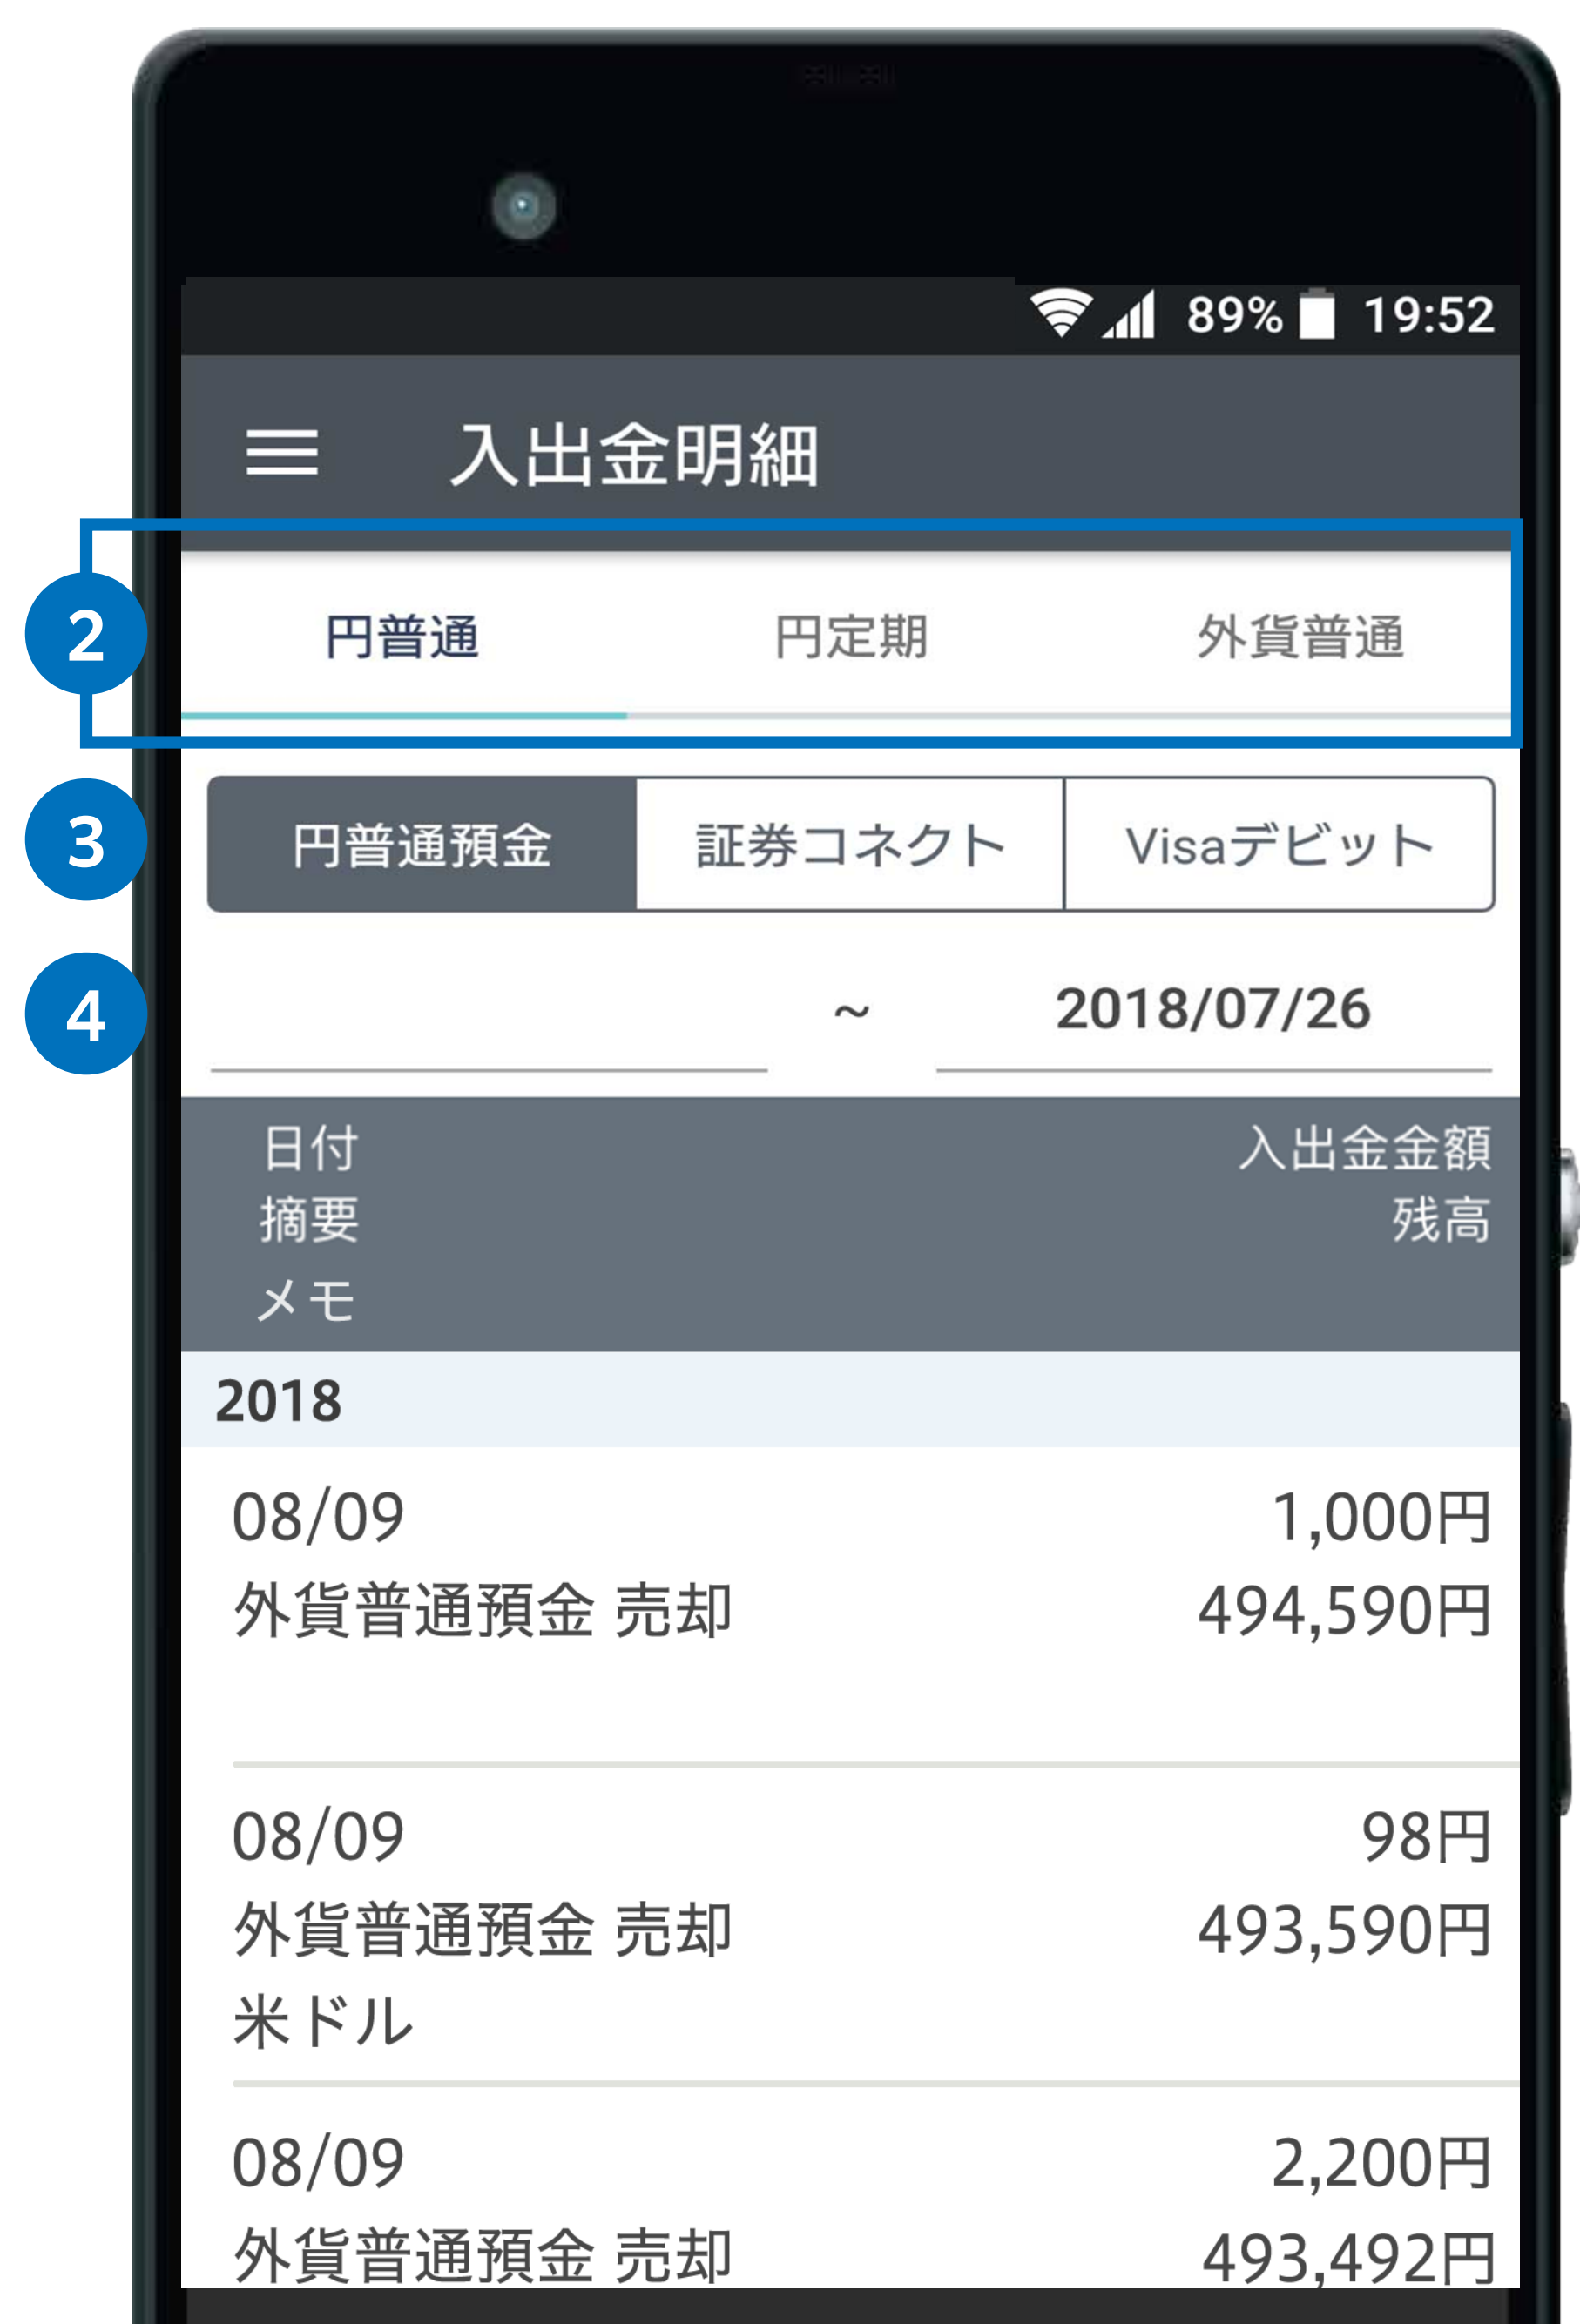 89% 19:52
入出金明細
2
円普通 円定期 外貨普通
3
円普通預金 証券コネクト Visaデビット
4
~ 2018/07/26
日付 入出金金額
摘要 残高
メモ
2018
08/09 1,000円
外貨普通預金 売却 494,590円
08/09 98円
外貨普通預金 売却 493,590円
米ドル
08/09 2,200円
外貨普通預金 売却 493,492円